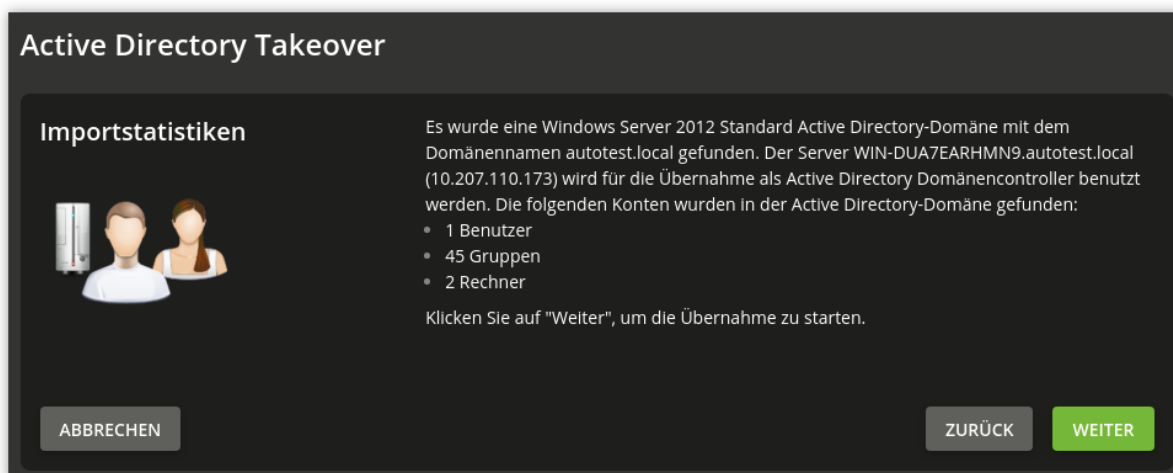 Active Directory Takeover
Importstatistiken
Es wurde eine Windows Server 2012 Standard Active Directory-Domäne mit dem
Domänennamen autotest.local gefunden. Der Server WIN-DUA7EARHMN9.autotest.local
(10.207.110.173) wird für die Übernahme als Active Directory Domänencontroller benutzt
werden. Die folgenden Konten wurden in der Active Directory-Domäne gefunden:
• 1 Benutzer
• 45 Gruppen
• 2 Rechner
Klicken Sie auf "Weiter", um die Übernahme zu starten.
ABBRECHEN
ZURÜCK
WEITER